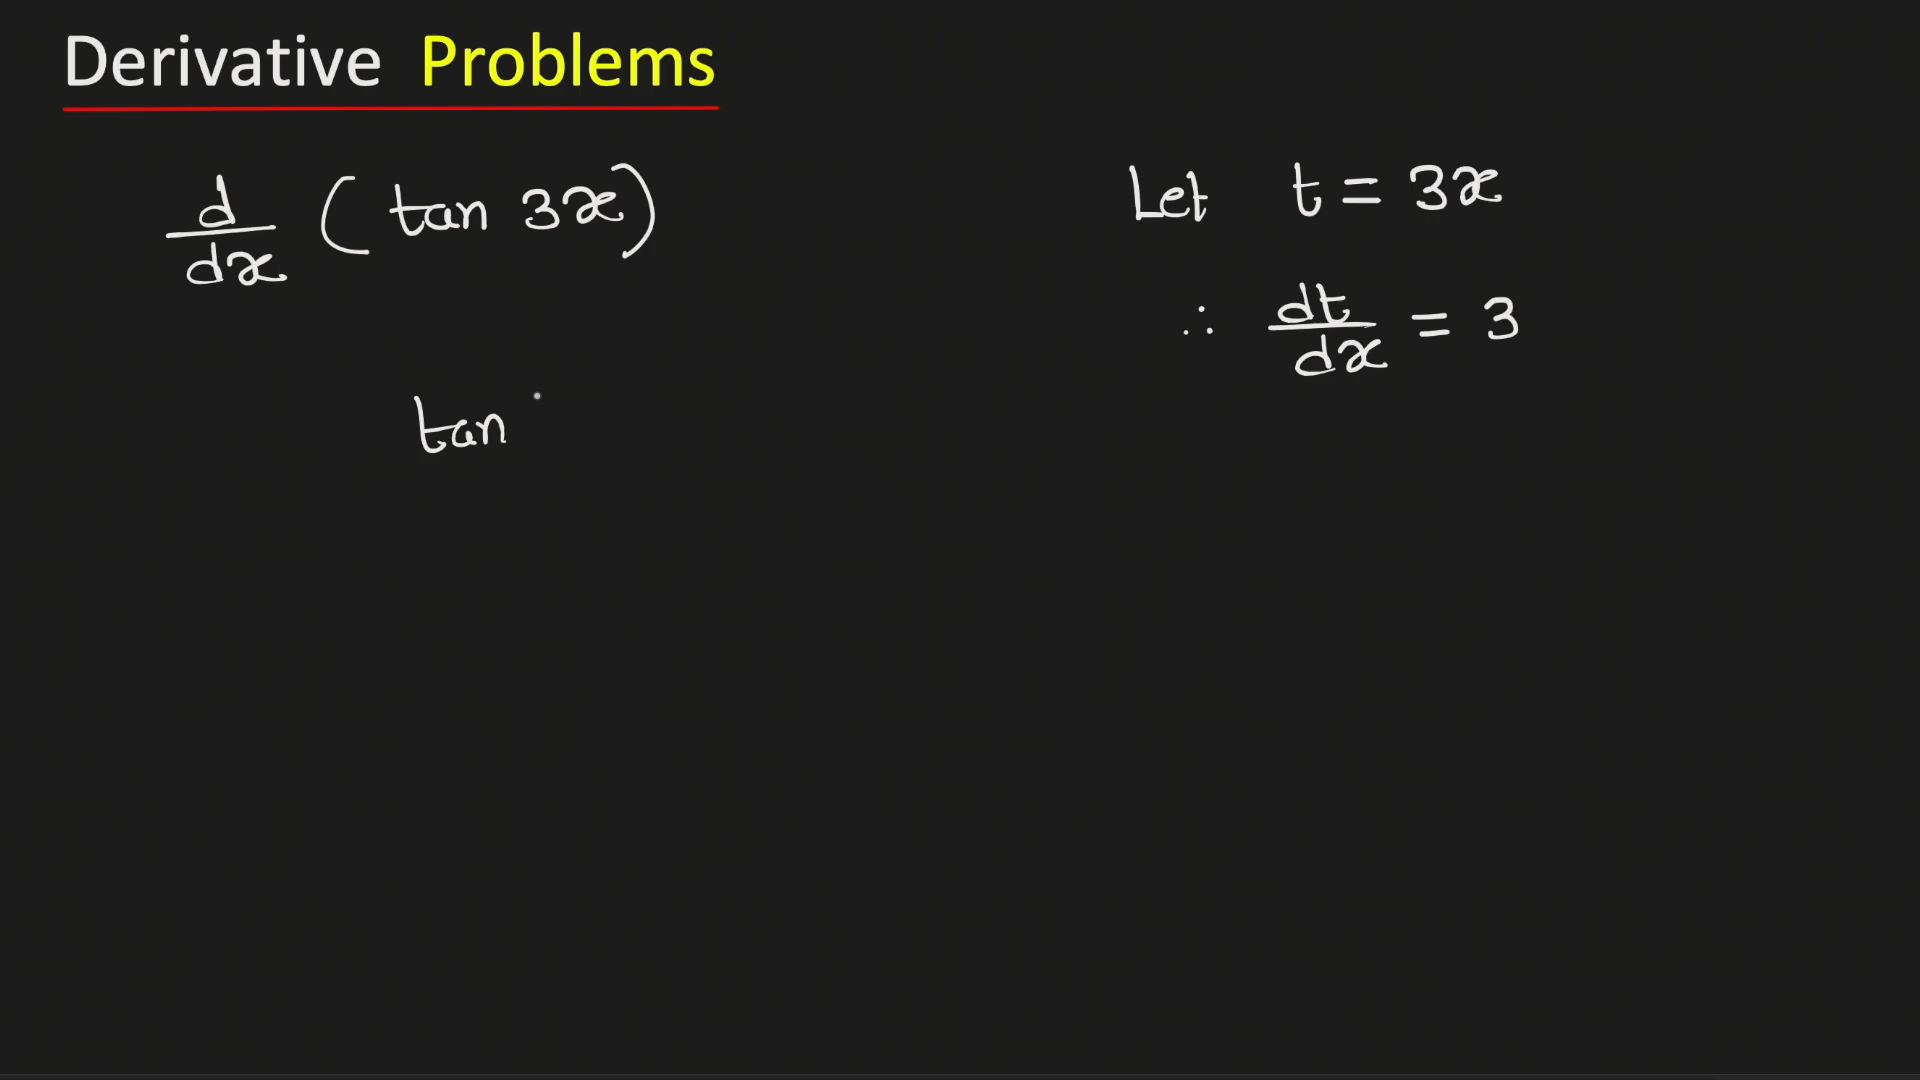 Derivative Problems
d/dx ( tan 3x )
Let t = 3x
∴ dt/dx = 3
tan